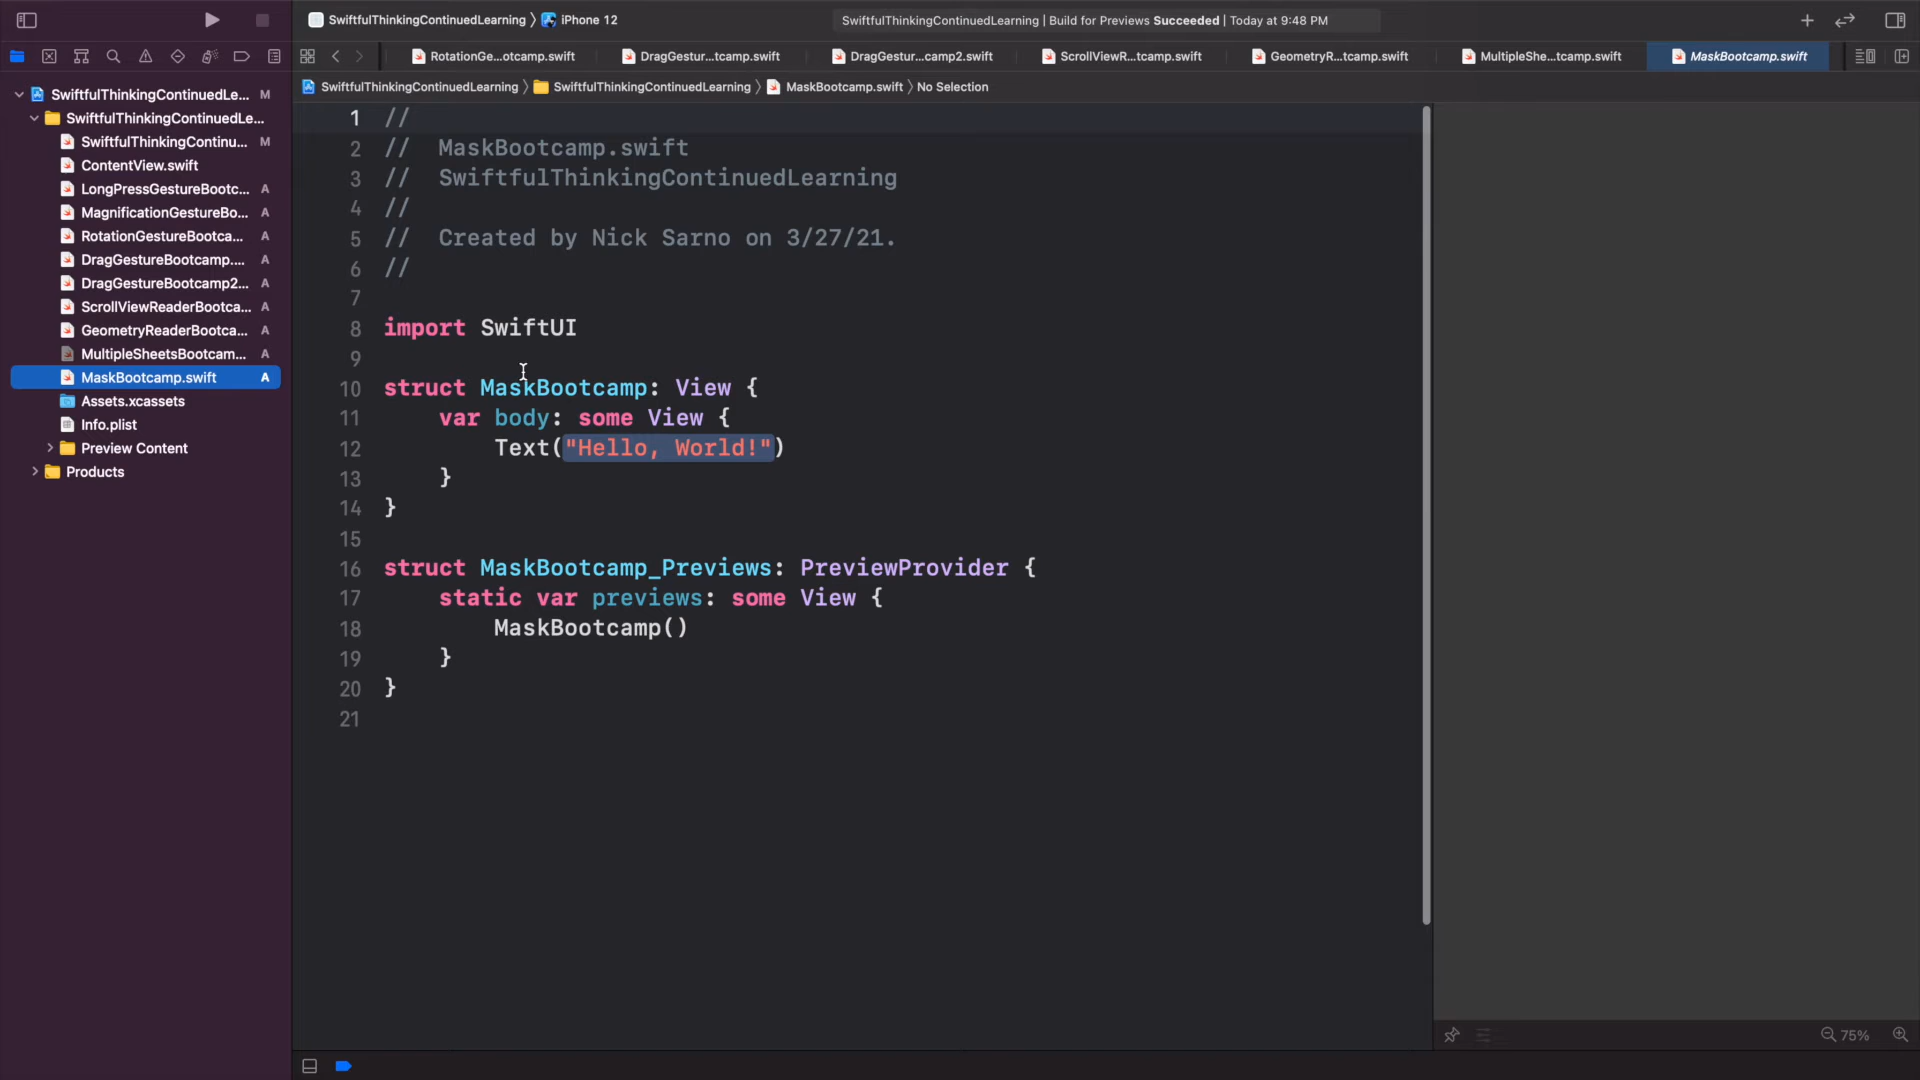 SwiftfulThinkingContinuedLearning 〉 iPhone 12
SwiftfulThinkingContinuedLearning | Build for Previews Succeeded | Today at 9:48 PM
RotationGe...otcamp.swift
DragGestur...tcamp.swift
DragGestur...camp2.swift
ScrollViewR...tcamp.swift
GeometryR...tcamp.swift
MultipleShe...tcamp.swift
MaskBootcamp.swift
SwiftfulThinkingContinuedLearning 〉 SwiftfulThinkingContinuedLearning 〉 MaskBootcamp.swift 〉 No Selection
SwiftfulThinkingContinuedLe... M
SwiftfulThinkingContinuedLe...
SwiftfulThinkingContinu... M
ContentView.swift
LongPressGestureBootc... A
MagnificationGestureBo... A
RotationGestureBootca... A
DragGestureBootcamp.... A
DragGestureBootcamp2... A
ScrollViewReaderBootca... A
GeometryReaderBootca... A
MultipleSheetsBootcam... A
MaskBootcamp.swift A
Assets.xcassets
Info.plist
Preview Content
Products
1 //
2 //  MaskBootcamp.swift
3 //  SwiftfulThinkingContinuedLearning
4 //
5 //  Created by Nick Sarno on 3/27/21.
6 //
7
8 import SwiftUI
9
10 struct MaskBootcamp: View {
11     var body: some View {
12         Text("Hello, World!")
13     }
14 }
15
16 struct MaskBootcamp_Previews: PreviewProvider {
17     static var previews: some View {
18         MaskBootcamp()
19     }
20 }
21
75%